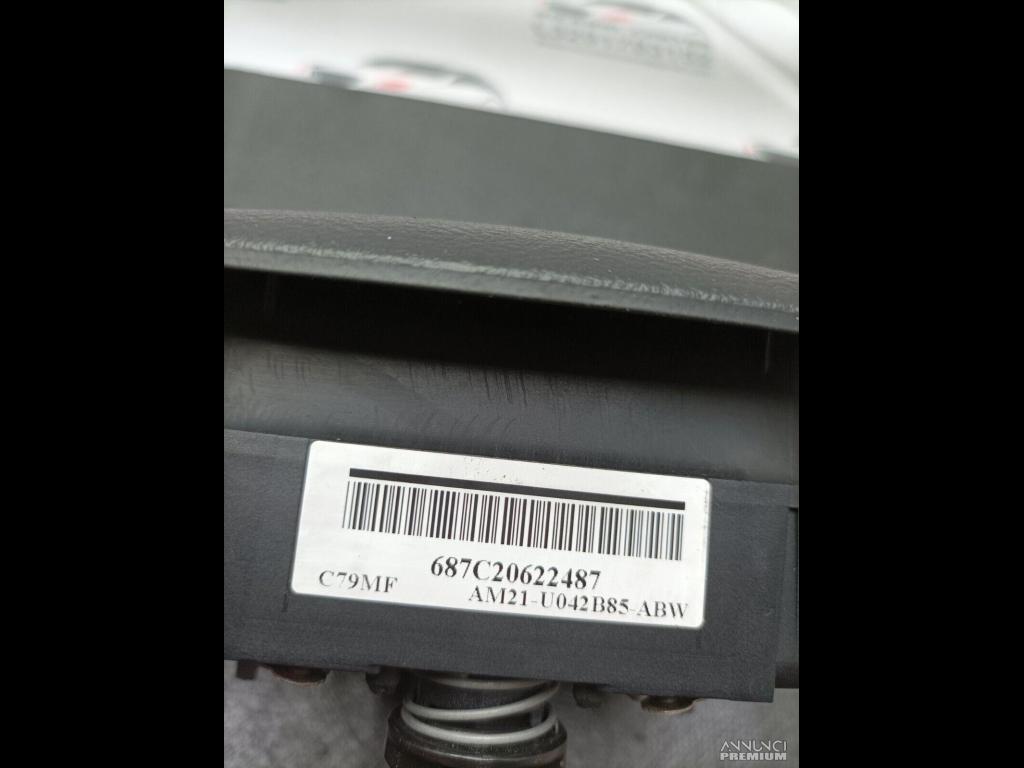 687C20622487
C79MF
AM21-U042B85-ABW
ANNUNCI
PREMIUM